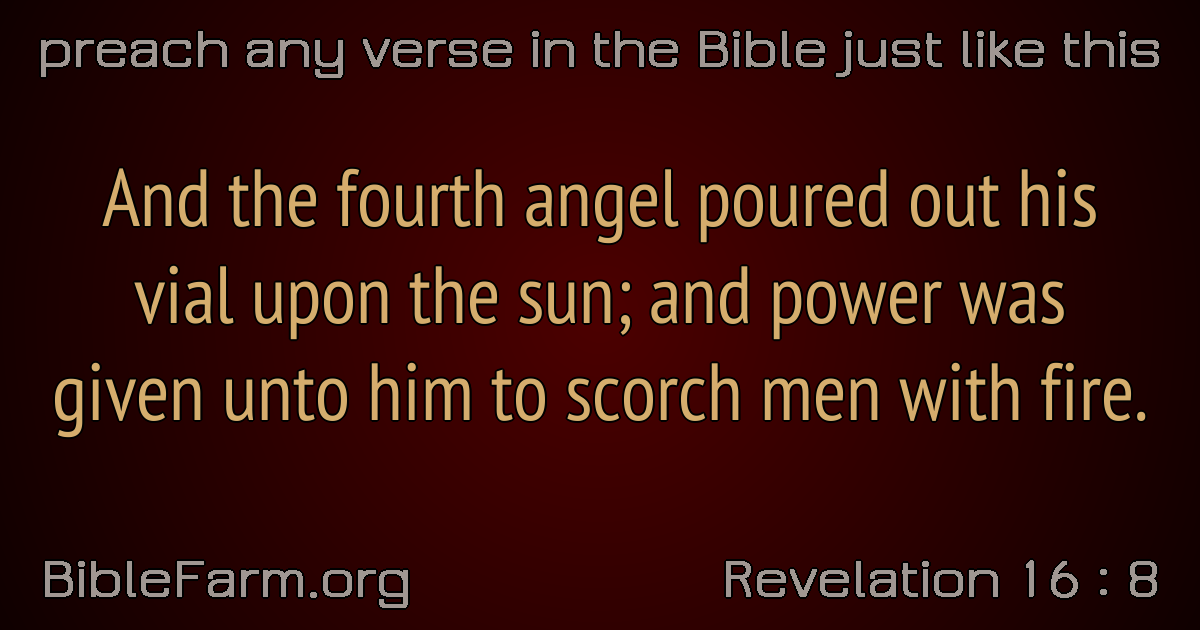 preach any verse in the Bible just like this
And the fourth angel poured out his
vial upon the sun; and power was
given unto him to scorch men with fire.
BibleFarm.org
Revelation 16 : 8